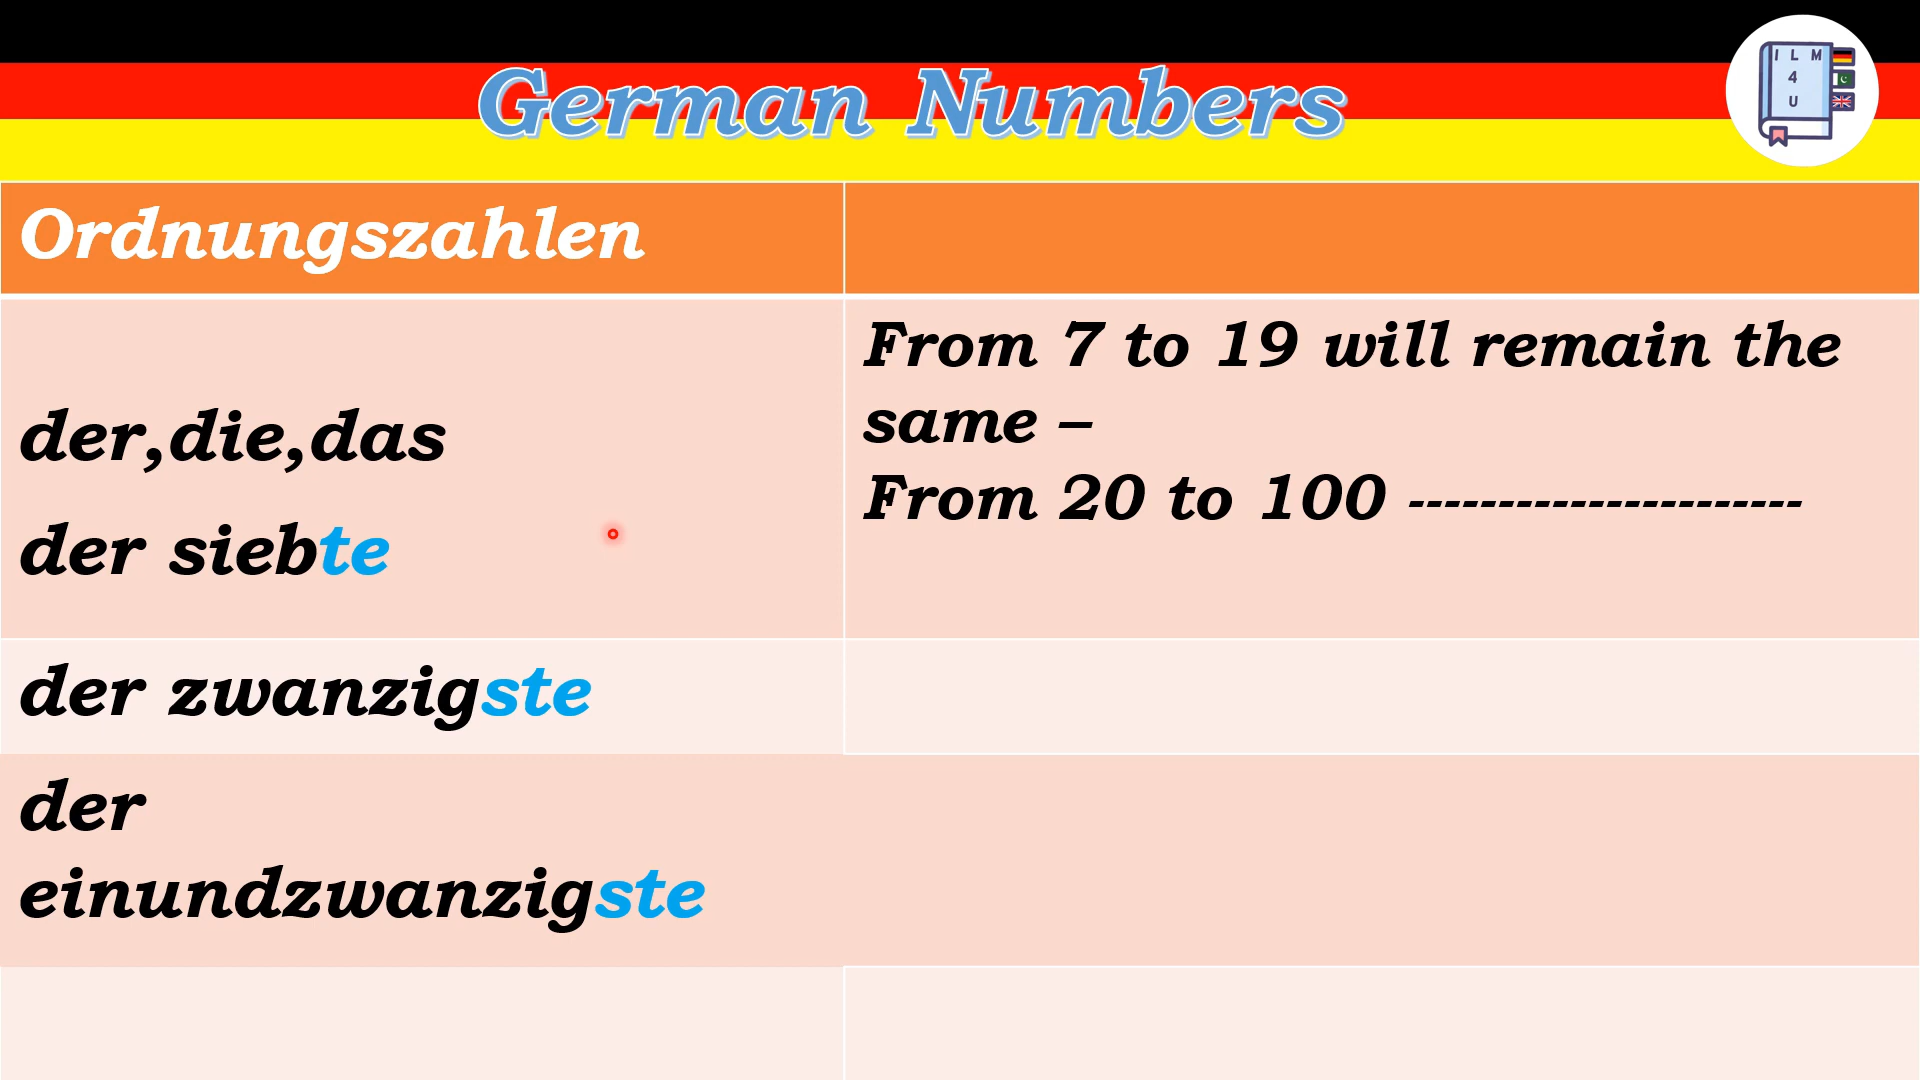 German Numbers
I L M
4
U
Ordnungszahlen
der,die,das
der siebte
From 7 to 19 will remain the
same –
From 20 to 100 ----------------------
der zwanzigste
der
einundzwanzigste